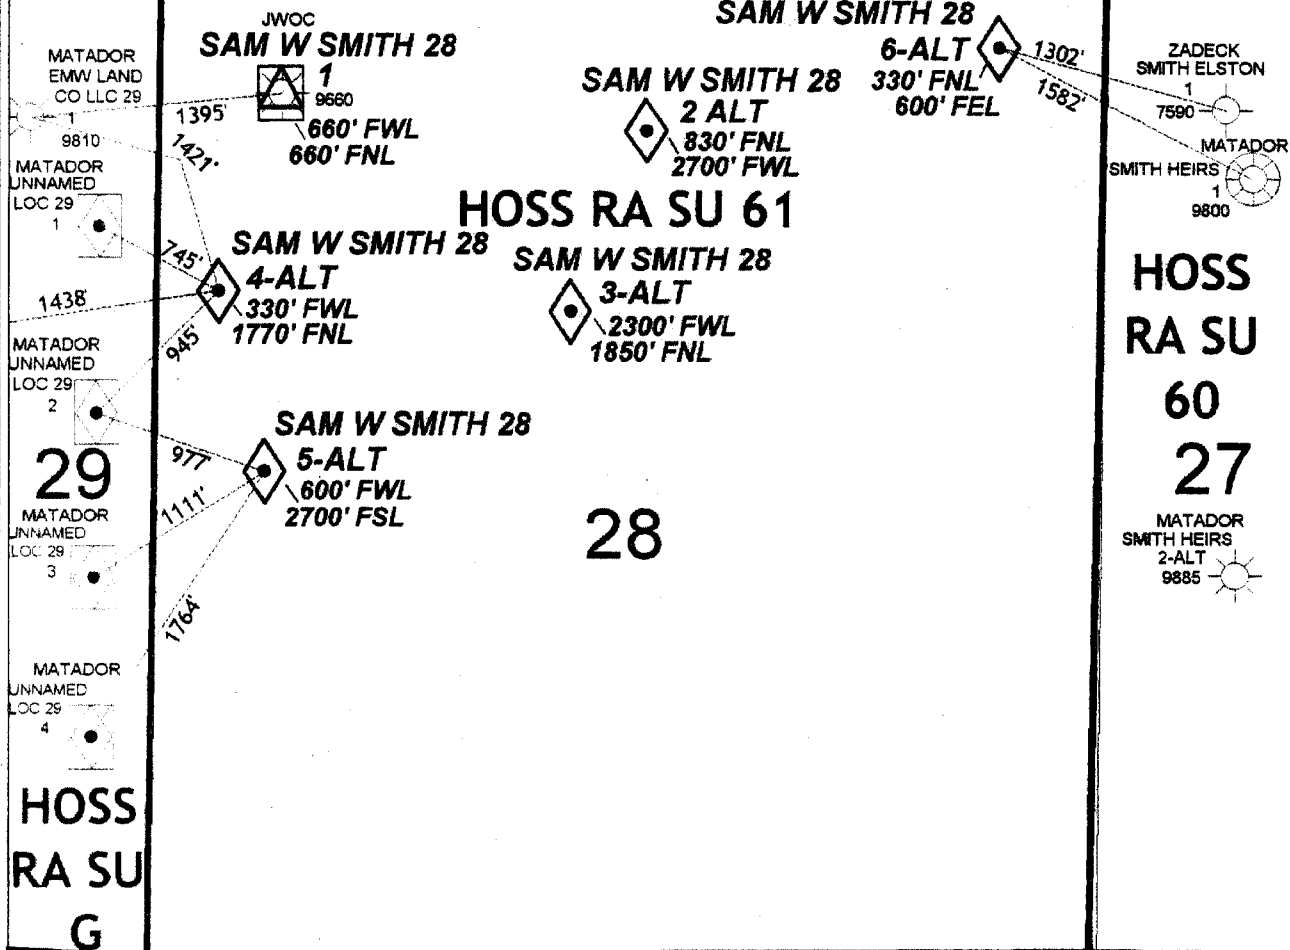 JWOC
SAM W SMITH 28
1
9660
660' FWL
660' FNL
MATADOR
EMW LAND
CO LLC 29
1
9810
1395'
1421'
MATADOR
UNNAMED
LOC 29
1
745'
SAM W SMITH 28
4-ALT
330' FWL
1770' FNL
1438'
945'
MATADOR
UNNAMED
LOC 29
2
SAM W SMITH 28
2 ALT
830' FNL
2700' FWL
HOSS RA SU 61
SAM W SMITH 28
3-ALT
2300' FWL
1850' FNL
SAM W SMITH 28
6-ALT
330' FNL
600' FEL
1302'
1582'
ZADECK
SMITH ELSTON
1
7590
MATADOR
SMITH HEIRS
1
9800
HOSS
RA SU
60
27
MATADOR
SMITH HEIRS
2-ALT
9885
SAM W SMITH 28
5-ALT
600' FWL
2700' FSL
977'
1111'
1764'
28
29
MATADOR
UNNAMED
LOC 29
3
MATADOR
UNNAMED
LOC 29
4
HOSS
RA SU
G